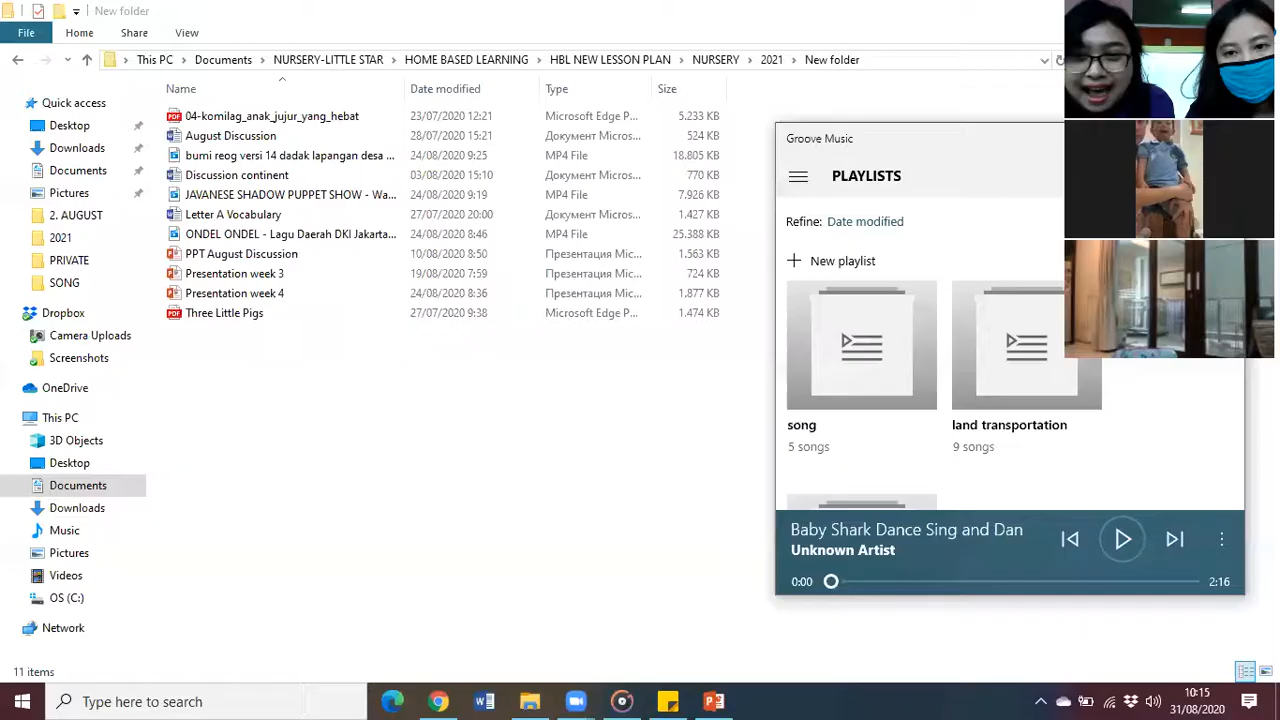 New folder
File Home Share View
This PC Documents NURSERY-LITTLE STAR HOME BASED LEARNING HBL NEW LESSON PLAN NURSERY 2021 New folder
Name Date modified Type Size
04-komilag_anak_jujur_yang_hebat 23/07/2020 12:21 Microsoft Edge P... 5.233 KB
August Discussion 28/07/2020 15:21 Документ Micros... 524 KB
bumi reog versi 14 dadak lapangan desa ... 24/08/2020 9:25 MP4 File 18.805 KB
Discussion continent 03/08/2020 15:10 Документ Micros... 770 KB
JAVANESE SHADOW PUPPET SHOW - Wa... 24/08/2020 9:19 MP4 File 7.926 KB
Letter A Vocabulary 27/07/2020 20:00 Документ Micros... 1.427 KB
ONDEL ONDEL - Lagu Daerah DKI Jakarta... 24/08/2020 8:46 MP4 File 25.388 KB
PPT August Discussion 10/08/2020 8:50 Презентация Mic... 1.563 KB
Presentation week 3 19/08/2020 7:59 Презентация Mic... 724 KB
Presentation week 4 24/08/2020 8:36 Презентация Mic... 1.877 KB
Three Little Pigs 27/07/2020 9:38 Microsoft Edge P... 1.474 KB
Quick access
Desktop
Downloads
Documents
Pictures
2. AUGUST
2021
PRIVATE
SONG
Dropbox
Camera Uploads
Screenshots
OneDrive
This PC
3D Objects
Desktop
Documents
Downloads
Music
Pictures
Videos
OS (C:)
Network
11 items
Groove Music
PLAYLISTS
Refine: Date modified
New playlist
song
5 songs
land transportation
9 songs
Baby Shark Dance Sing and Dan
Unknown Artist
0:00 2:16
Type here to search
10:15
31/08/2020